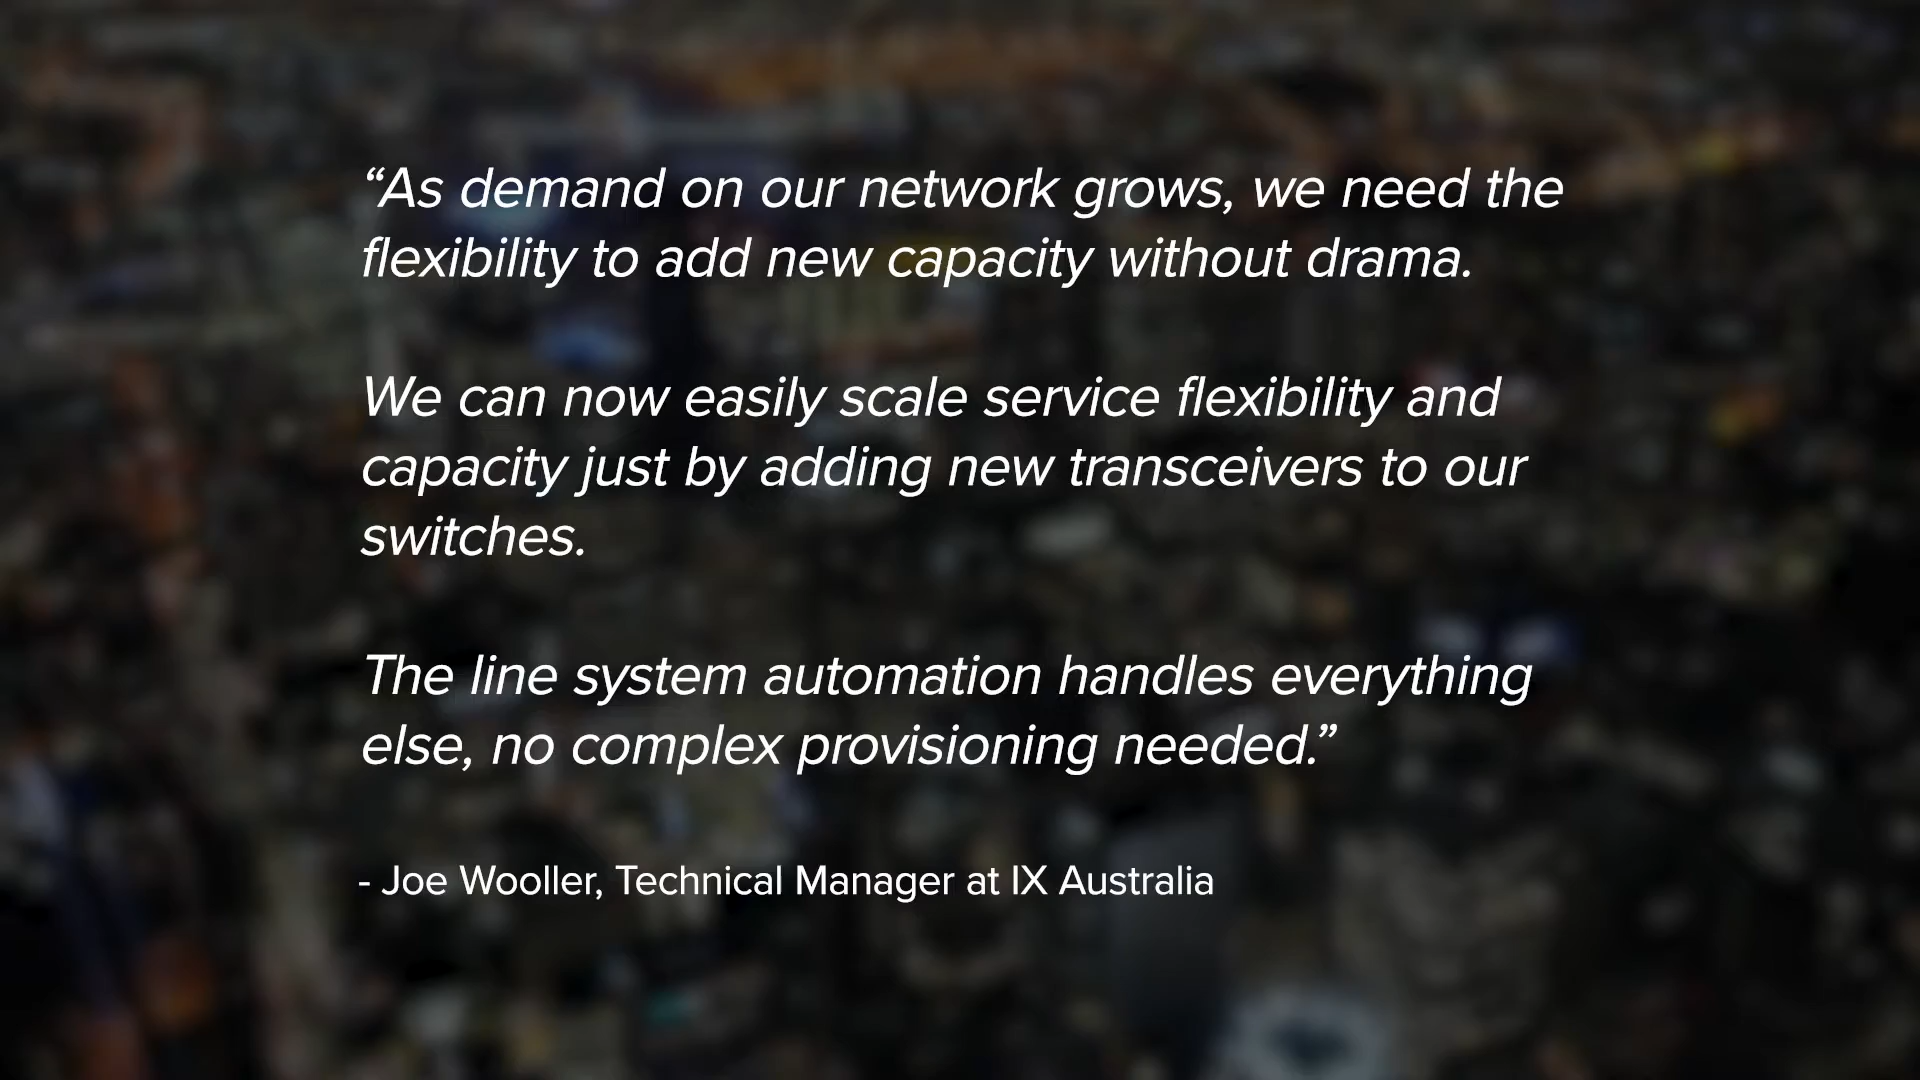 “As demand on our network grows, we need the
flexibility to add new capacity without drama.
We can now easily scale service flexibility and
capacity just by adding new transceivers to our
switches.
The line system automation handles everything
else, no complex provisioning needed.”
- Joe Wooller, Technical Manager at IX Australia